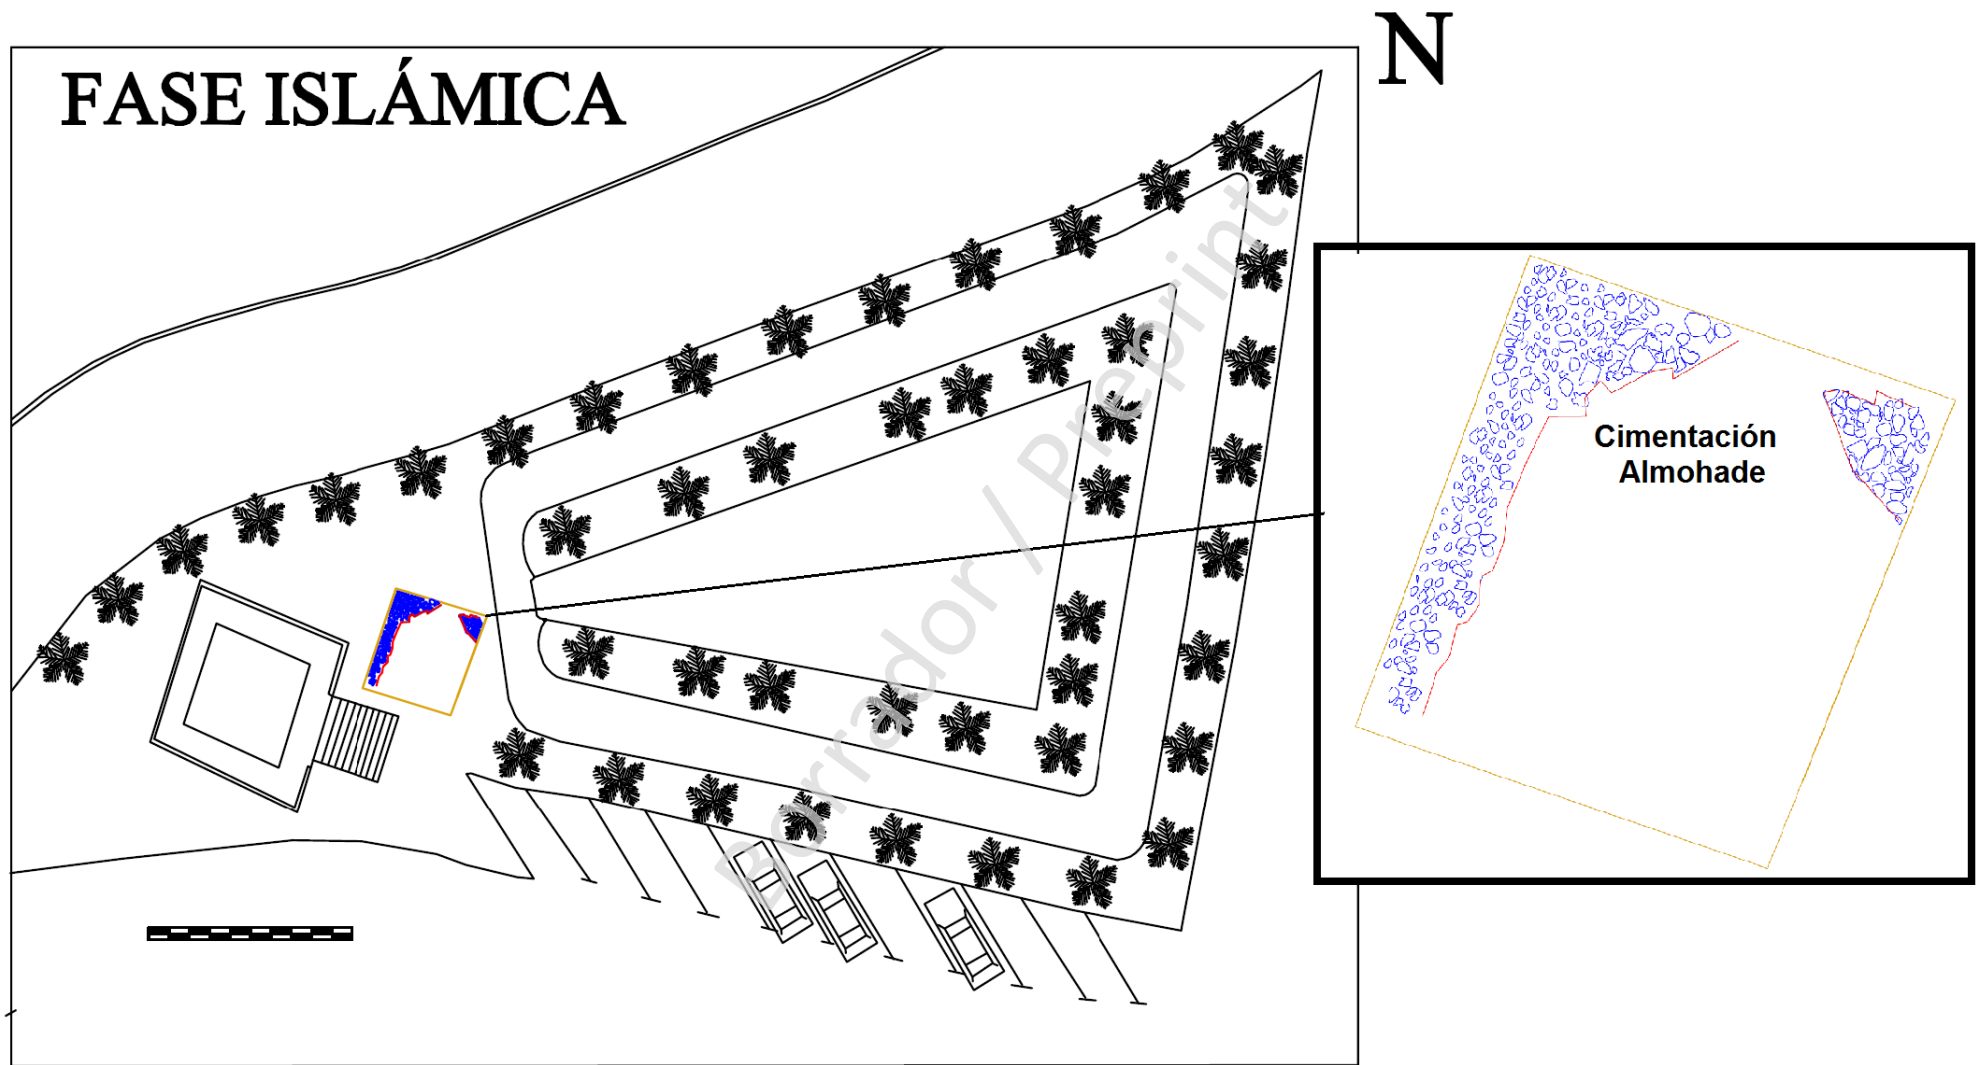 N
FASE ISLÁMICA
Cimentación
Almohade
Borrador / Preprint